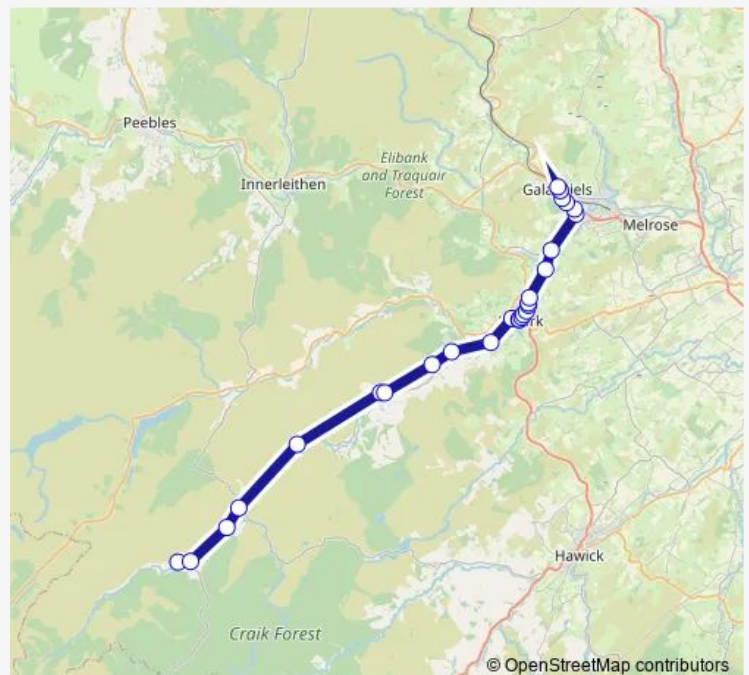 Peebles
Elibank
and Traquair
Forest
Innerleithen
Melrose
Hawick
Craik Forest
© OpenStreetMap contributors